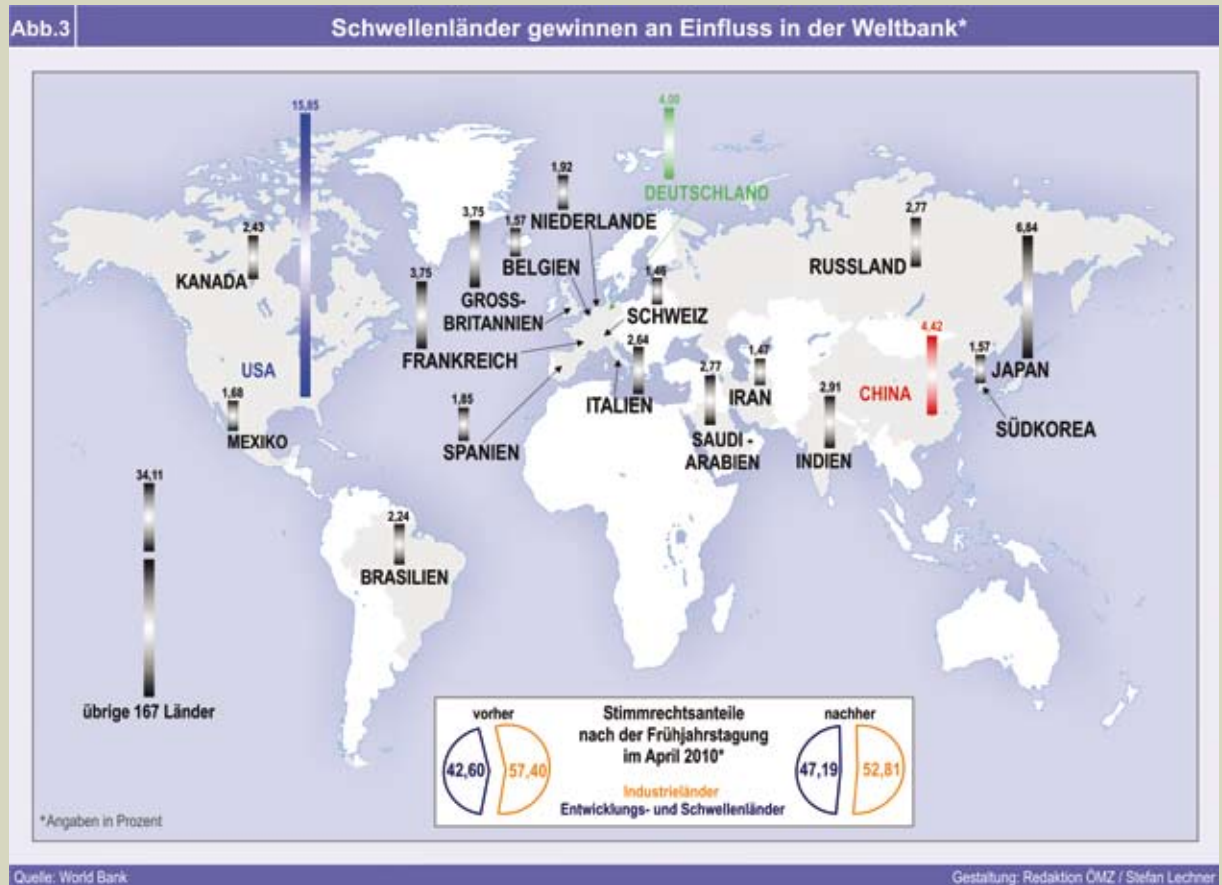 Abb.3
Schwellenländer gewinnen an Einfluss in der Weltbank*
15,85
USA
4,00
DEUTSCHLAND
1,92
NIEDERLANDE
2,43
KANADA
3,75
GROSS-
BRITANNIEN
1,57
BELGIEN
2,77
RUSSLAND
6,84
JAPAN
3,75
FRANKREICH
1,46
SCHWEIZ
4,42
CHINA
1,57
SÜDKOREA
2,64
ITALIEN
2,77
SAUDI-
ARABIEN
1,47
IRAN
2,91
INDIEN
1,68
MEXIKO
1,85
SPANIEN
34,11
übrige 167 Länder
2,24
BRASILIEN
vorher
42,60
57,40
Stimmrechtsanteile
nach der Frühjahrstagung
im April 2010*
Industrieländer
Entwicklungs- und Schwellenländer
nachher
47,19
52,81
*Angaben in Prozent
Quelle: World Bank
Gestaltung: Redaktion ÖMZ / Stefan Lechner